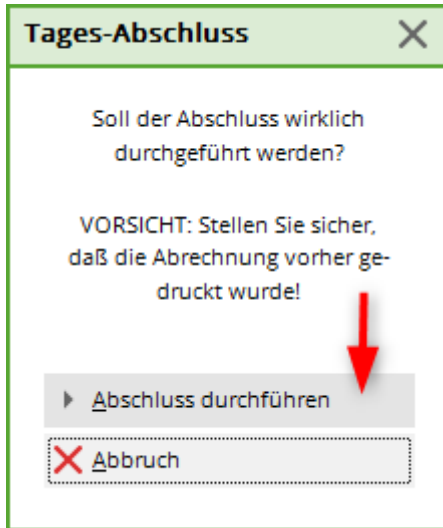 Tages-Abschluss
Soll der Abschluss wirklich
durchgeführt werden?
VORSICHT: Stellen Sie sicher,
daß die Abrechnung vorher ge-
druckt wurde!
Abschluss durchführen
Abbruch